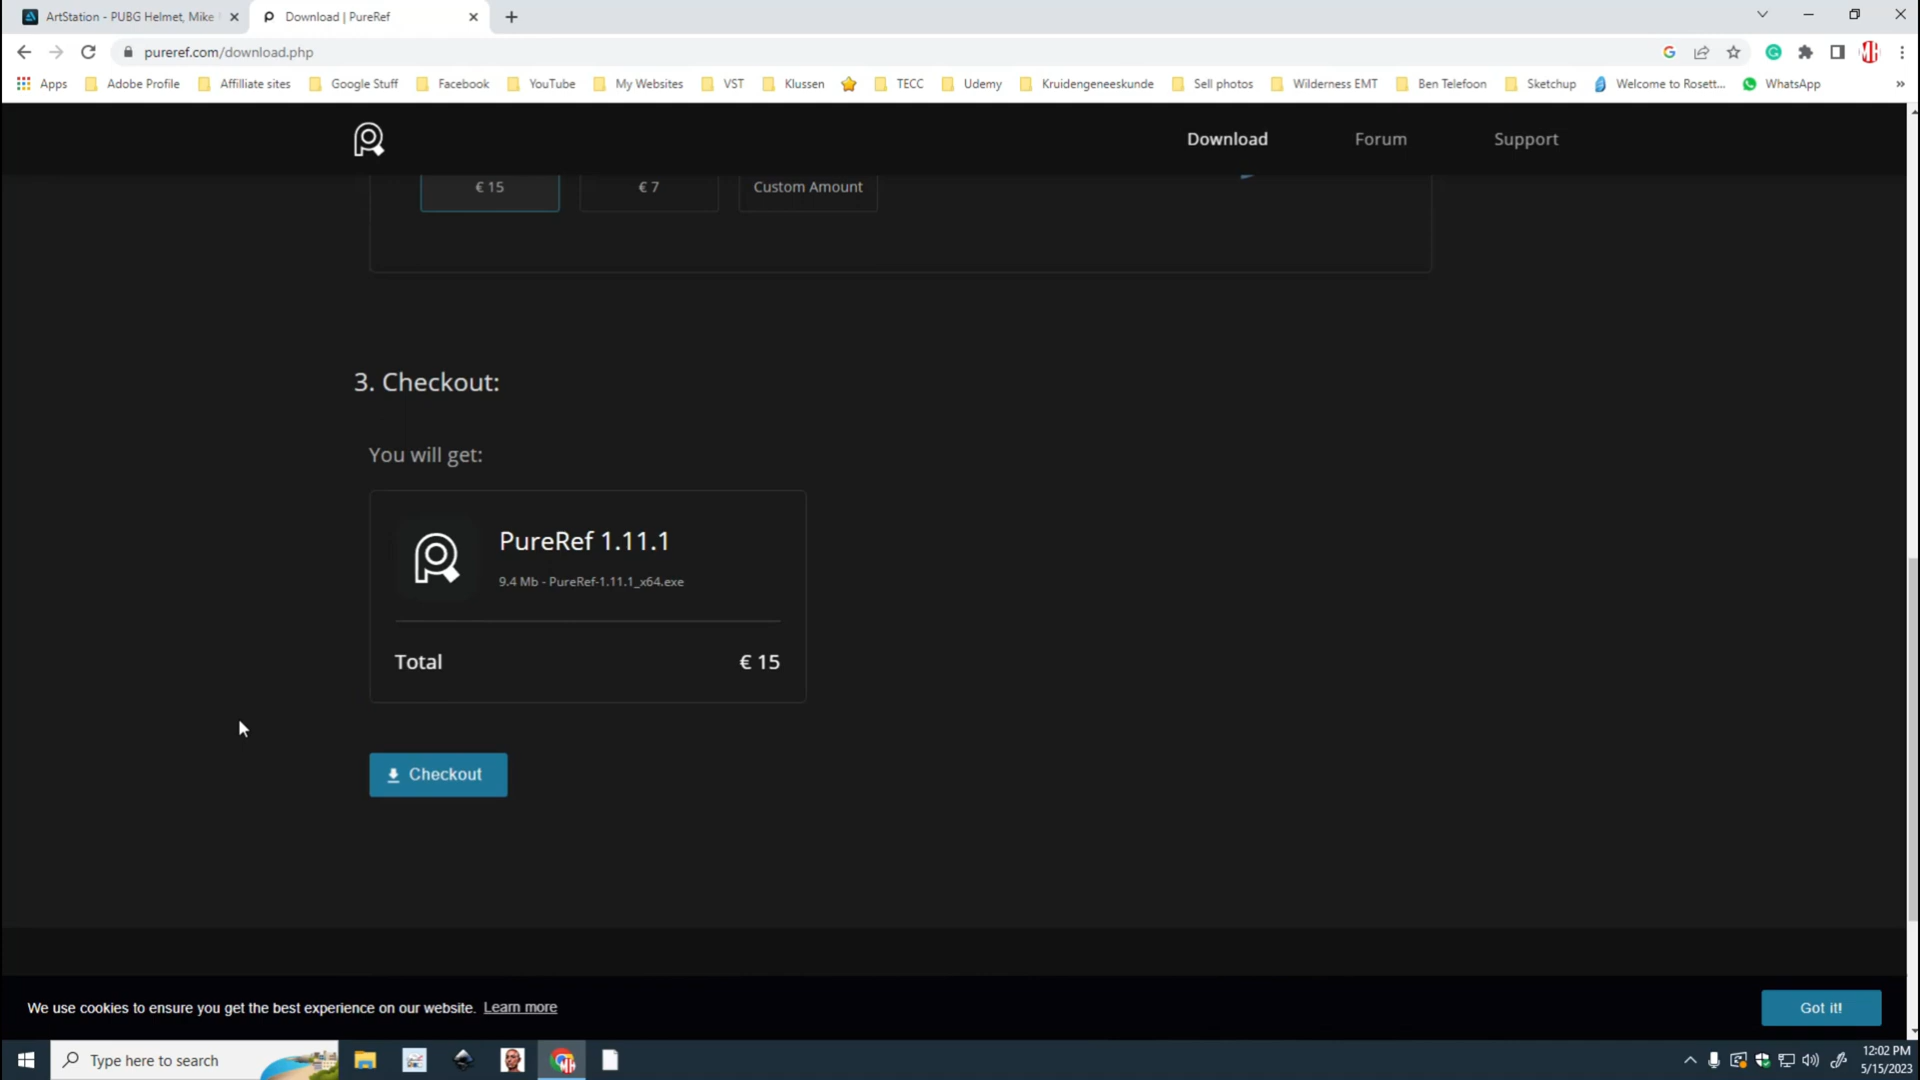 ArtStation - PUBG Helmet, Mike
Download | PureRef
pureref.com/download.php
Apps
Adobe Profile
Affilliate sites
Google Stuff
Facebook
YouTube
My Websites
VST
Klussen
TECC
Udemy
Kruidengeneeskunde
Sell photos
Wilderness EMT
Ben Telefoon
Sketchup
Welcome to Rosett...
WhatsApp
»
Download
Forum
Support
€ 15
€ 7
Custom Amount
3. Checkout:
You will get:
PureRef 1.11.1
9.4 Mb - PureRef-1.11.1_x64.exe
Total
€ 15
Checkout
We use cookies to ensure you get the best experience on our website. Learn more
Got it!
Type here to search
12:02 PM
5/15/2023